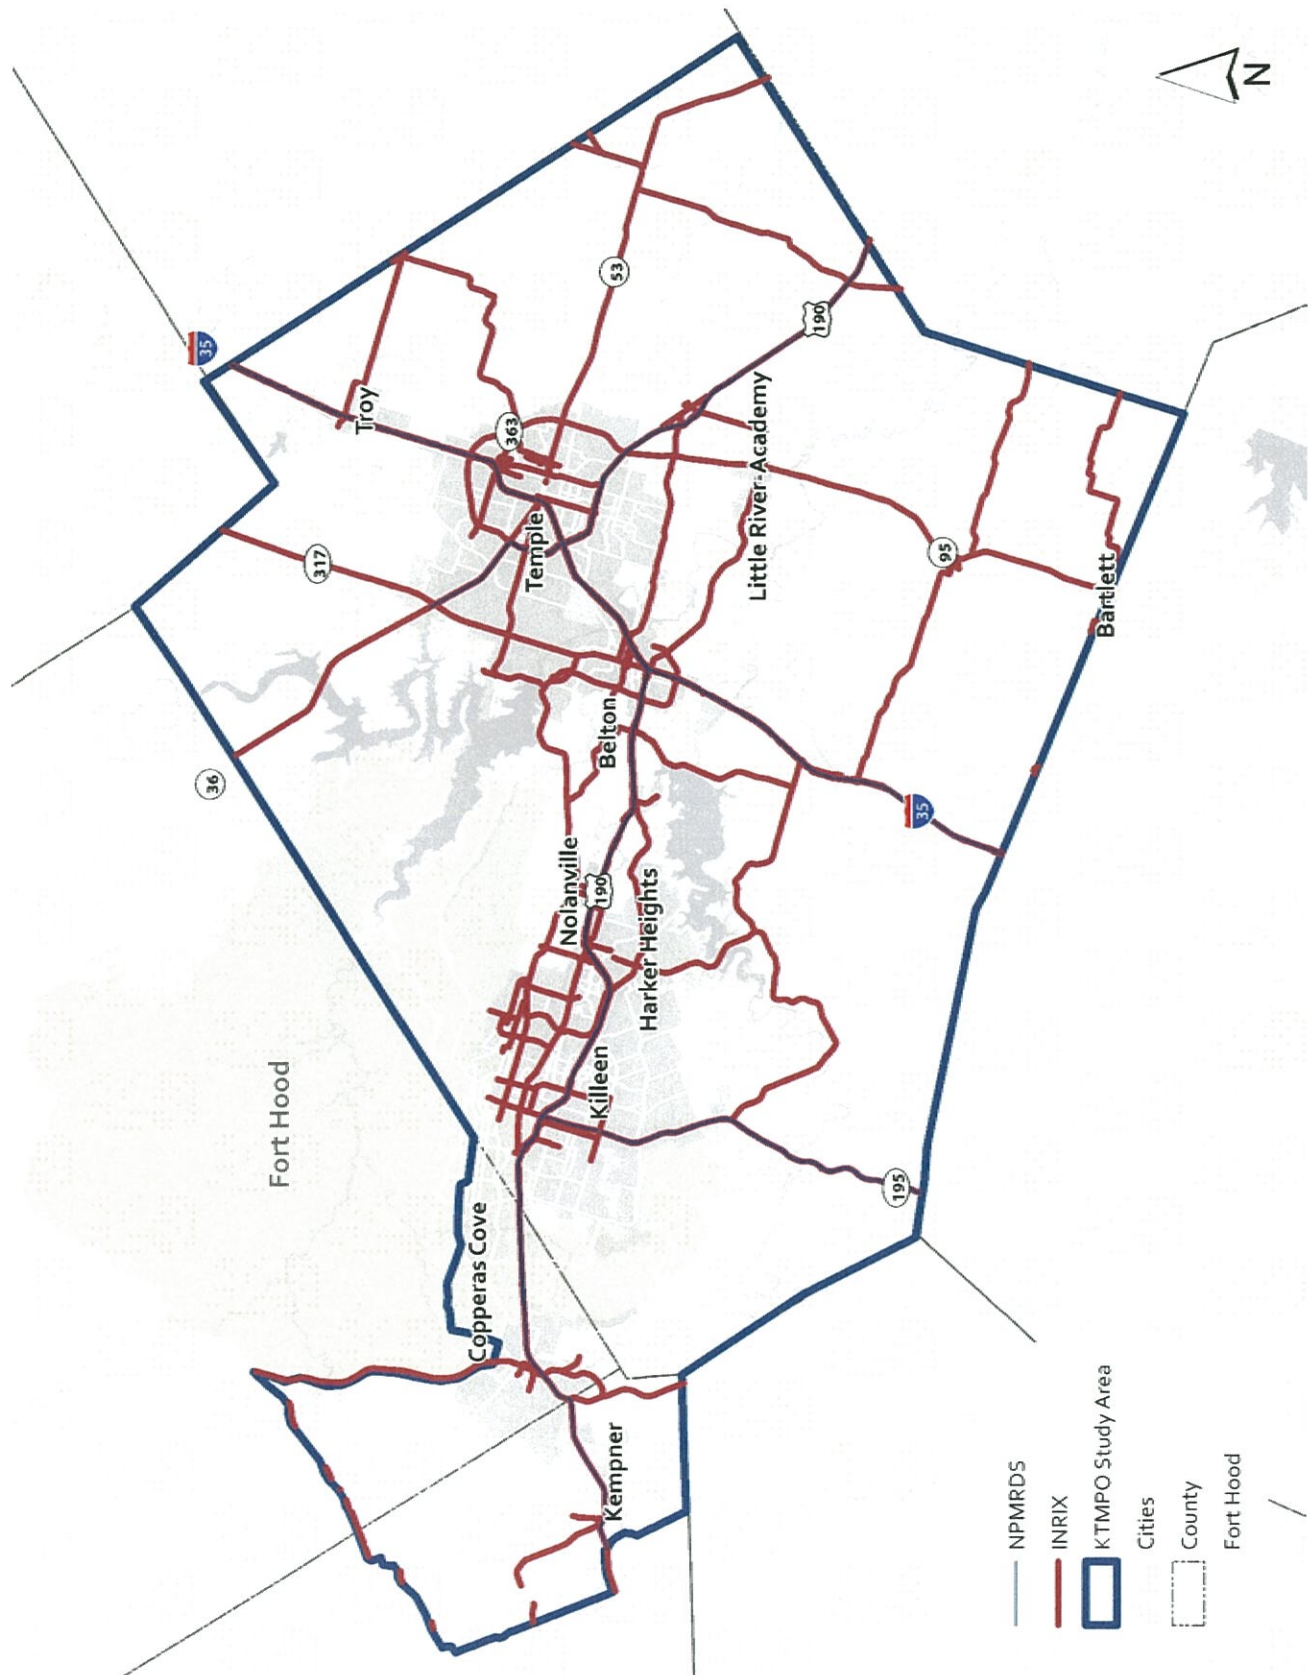 36
35
317
Troy
363
53
Fort Hood
Temple
Belton
Nolanville
190
Little River-Academy
190
Copperas Cove
Killeen
Harker Heights
95
Bartlett
35
195
Kempner
NPMRDS
INRIX
KTMPO Study Area
Cities
County
Fort Hood
N